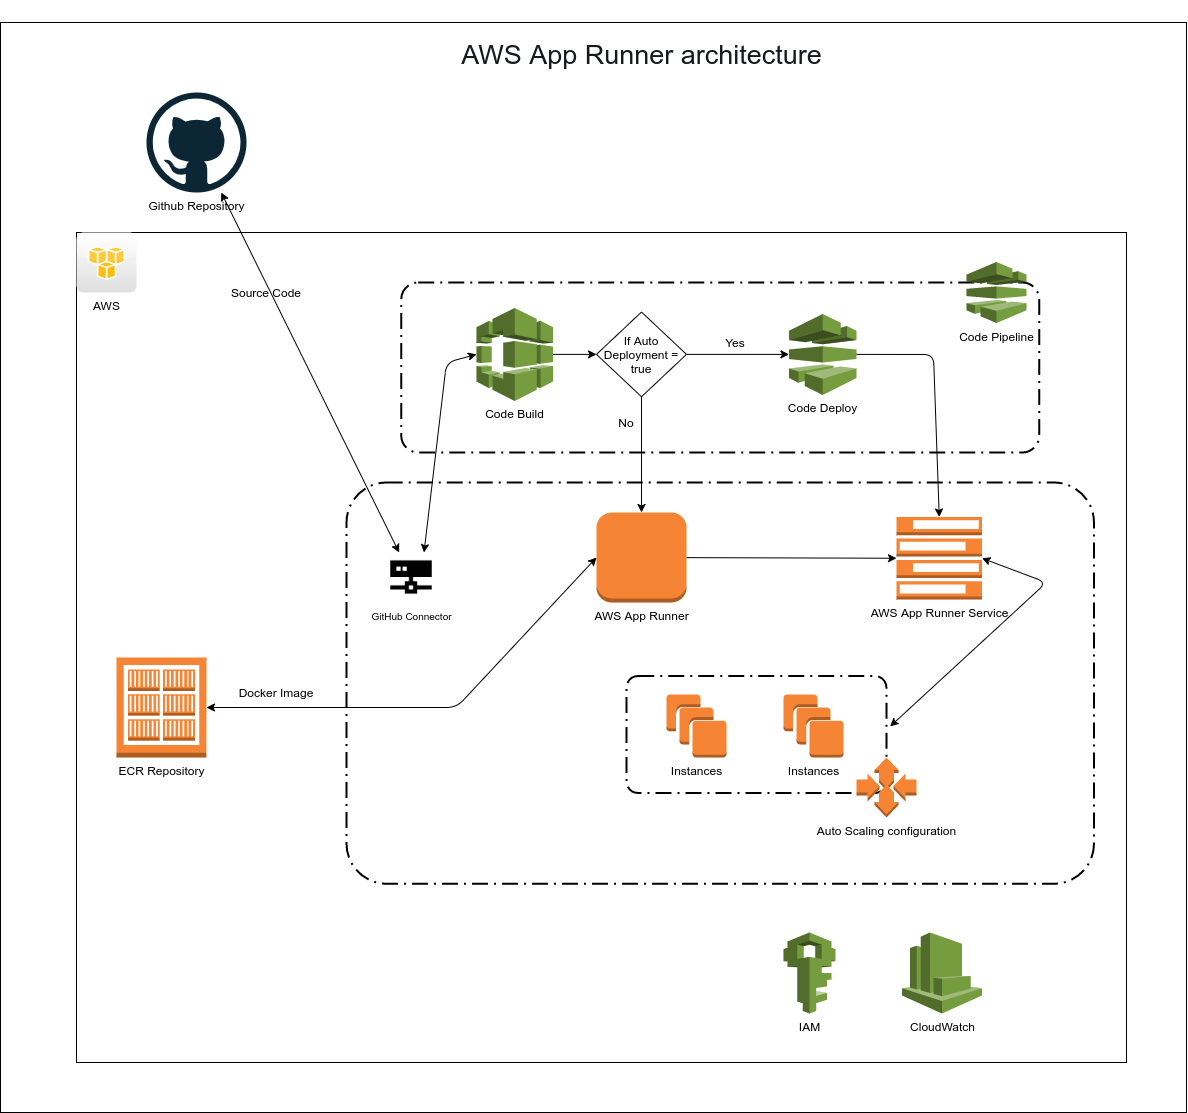 AWS App Runner architecture
Github Repository
AWS
Source Code
Code Pipeline
If Auto
Deployment =
true
Yes
Code Build
Code Deploy
No
GitHub Connector
AWS App Runner
AWS App Runner Service
Docker Image
ECR Repository
Instances
Instances
Auto Scaling configuration
IAM
CloudWatch